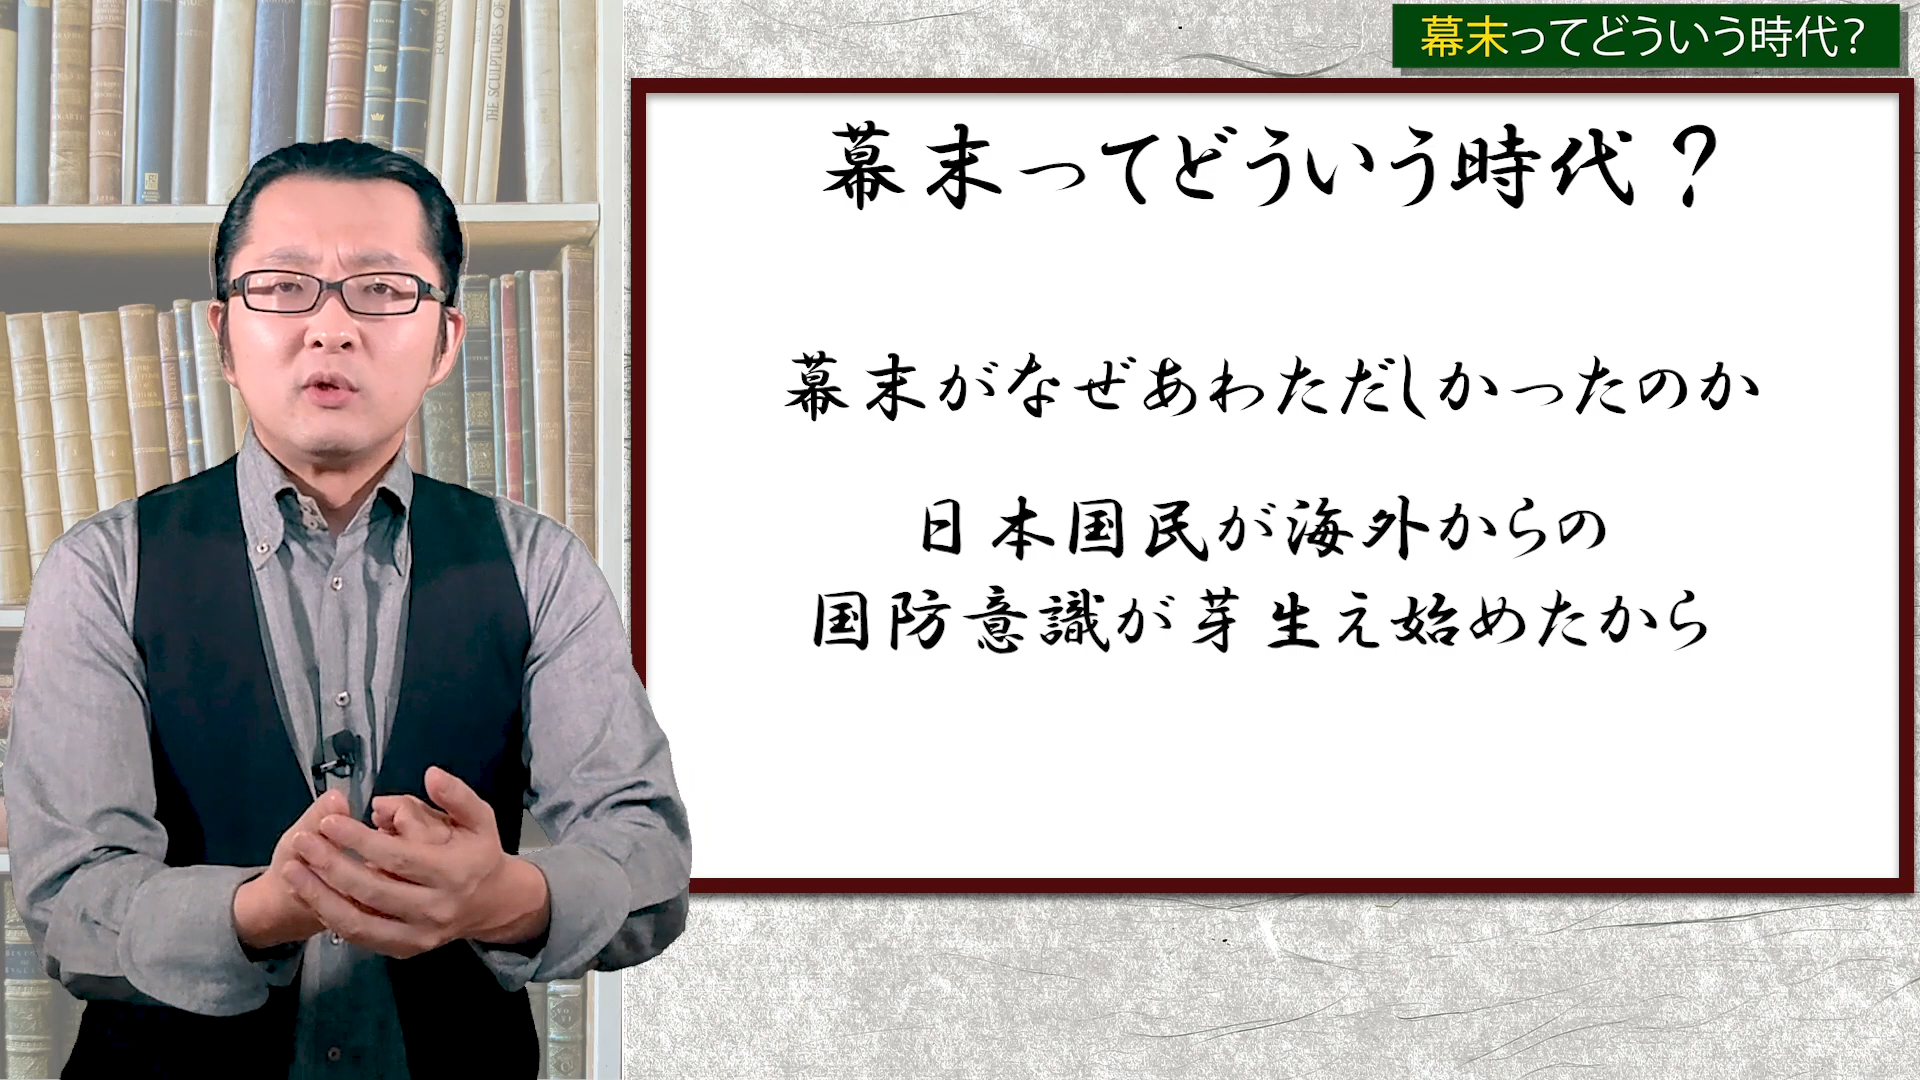 幕末ってどういう時代？
幕末ってどういう時代？
幕末がなぜあわただしかったのか
日本国民が海外からの
国防意識が芽生え始めたから
THE SCULPTURES OF